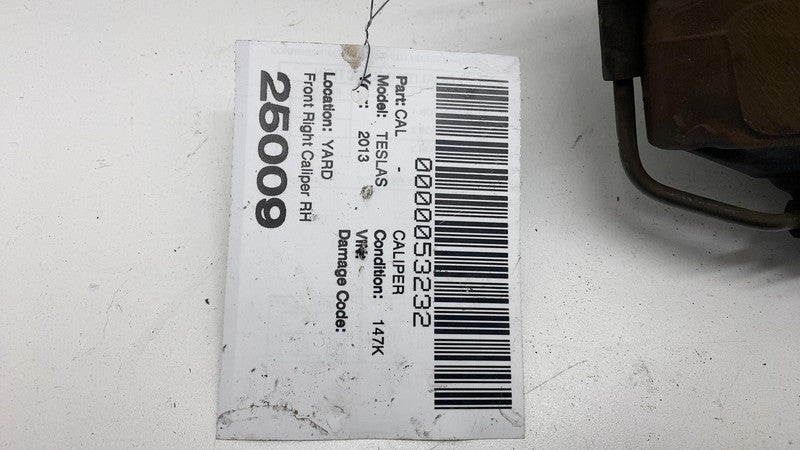 0000053232
Part: CAL - CALIPER
Model: TESLAS Condition: 147K
Year: 2013 VIN:
Damage Code:
Location: YARD
Front Right Caliper RH
25009